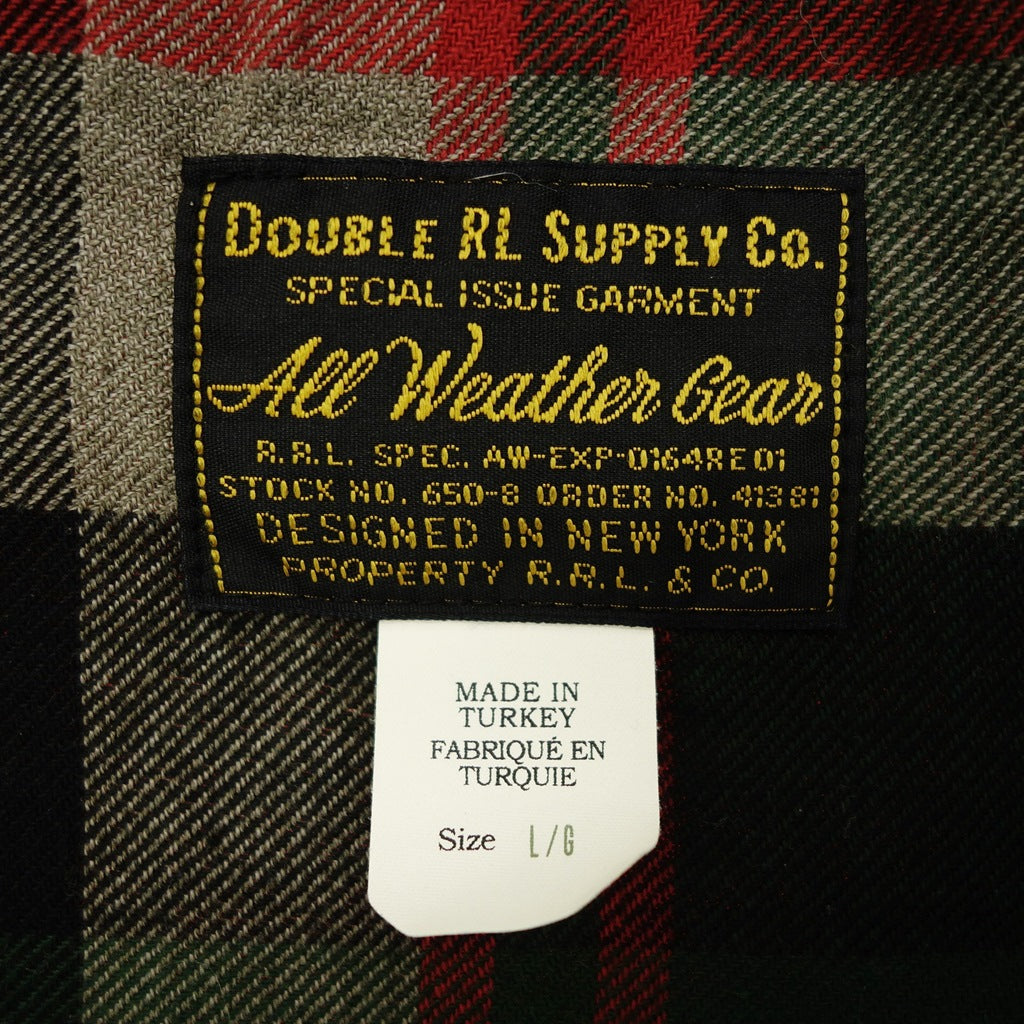 DOUBLE RL SUPPLY CO.
SPECIAL ISSUE GARMENT
All Weather Gear
R.R.L. SPEC. AW-EXP-0164RE01
STOCK NO. 650-8 ORDER NO. 41381
DESIGNED IN NEW YORK
PROPERTY R.R.L. & CO.
MADE IN
TURKEY
FABRIQUÉ EN
TURQUIE
Size L/G